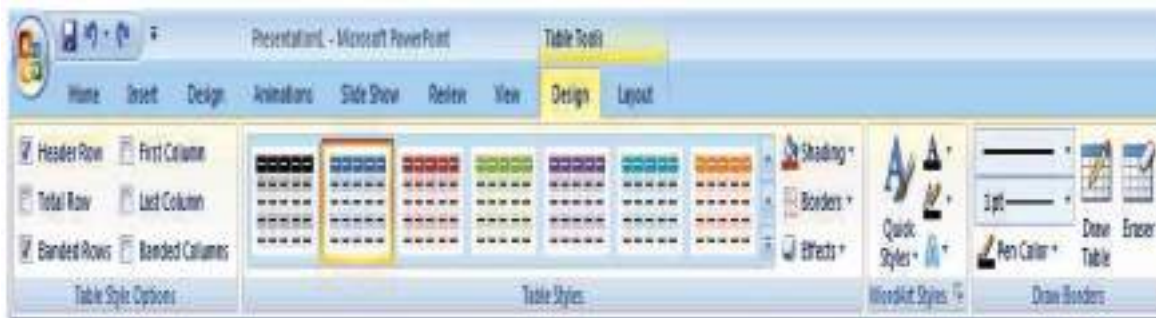 Presentation1 - Microsoft PowerPoint Table Tools
Home Insert Design Animations Slide Show Review View Design Layout
Header Row First Column
Total Row Last Column
Banded Rows Banded Columns
Table Style Options
Table Styles
Shading
Borders
Effects
Quick
Styles
WordArt Styles
1 pt
Pen Color
Draw
Table
Eraser
Draw Borders